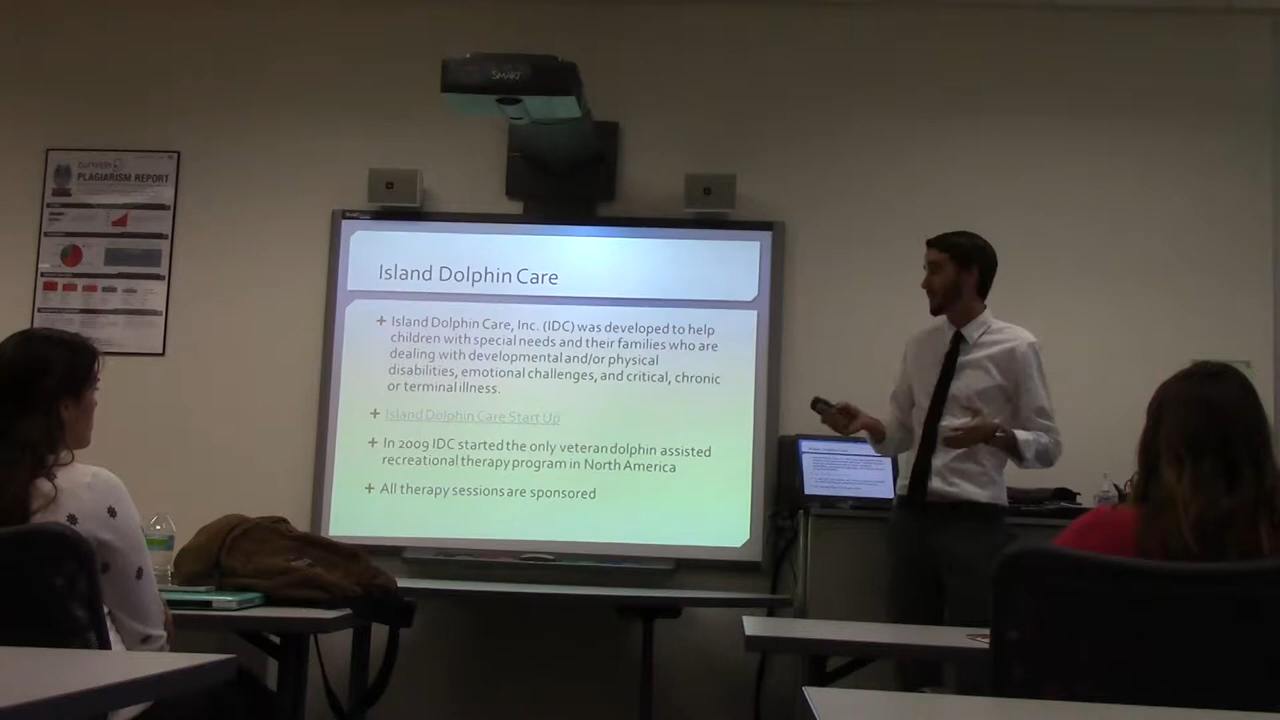 SMART
turnitin
PLAGIARISM REPORT
Island Dolphin Care
Island Dolphin Care, Inc. (IDC) was developed to help
children with special needs and their families who are
dealing with developmental and/or physical
disabilities, emotional challenges, and critical, chronic
or terminal illness.
Island Dolphin Care Start Up
In 2009 IDC started the only veteran dolphin assisted
recreational therapy program in North America
All therapy sessions are sponsored